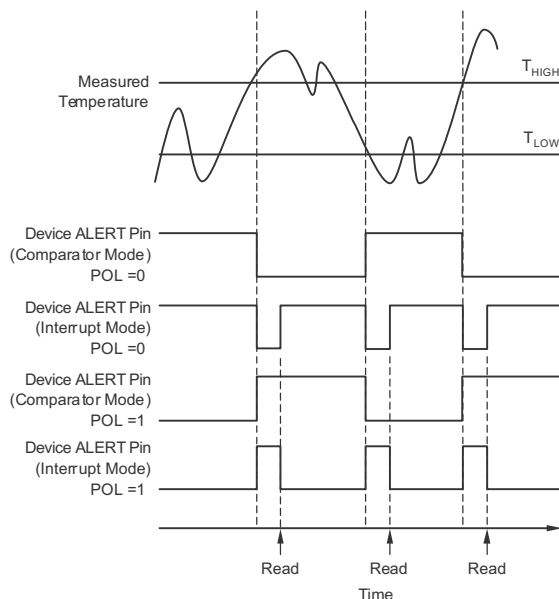 Measured
Temperature
THIGH
TLOW
Device ALERT Pin
(Comparator Mode)
POL =0
Device ALERT Pin
(Interrupt Mode)
POL =0
Device ALERT Pin
(Comparator Mode)
POL =1
Device ALERT Pin
(Interrupt Mode)
POL =1
Read
Read
Read
Time